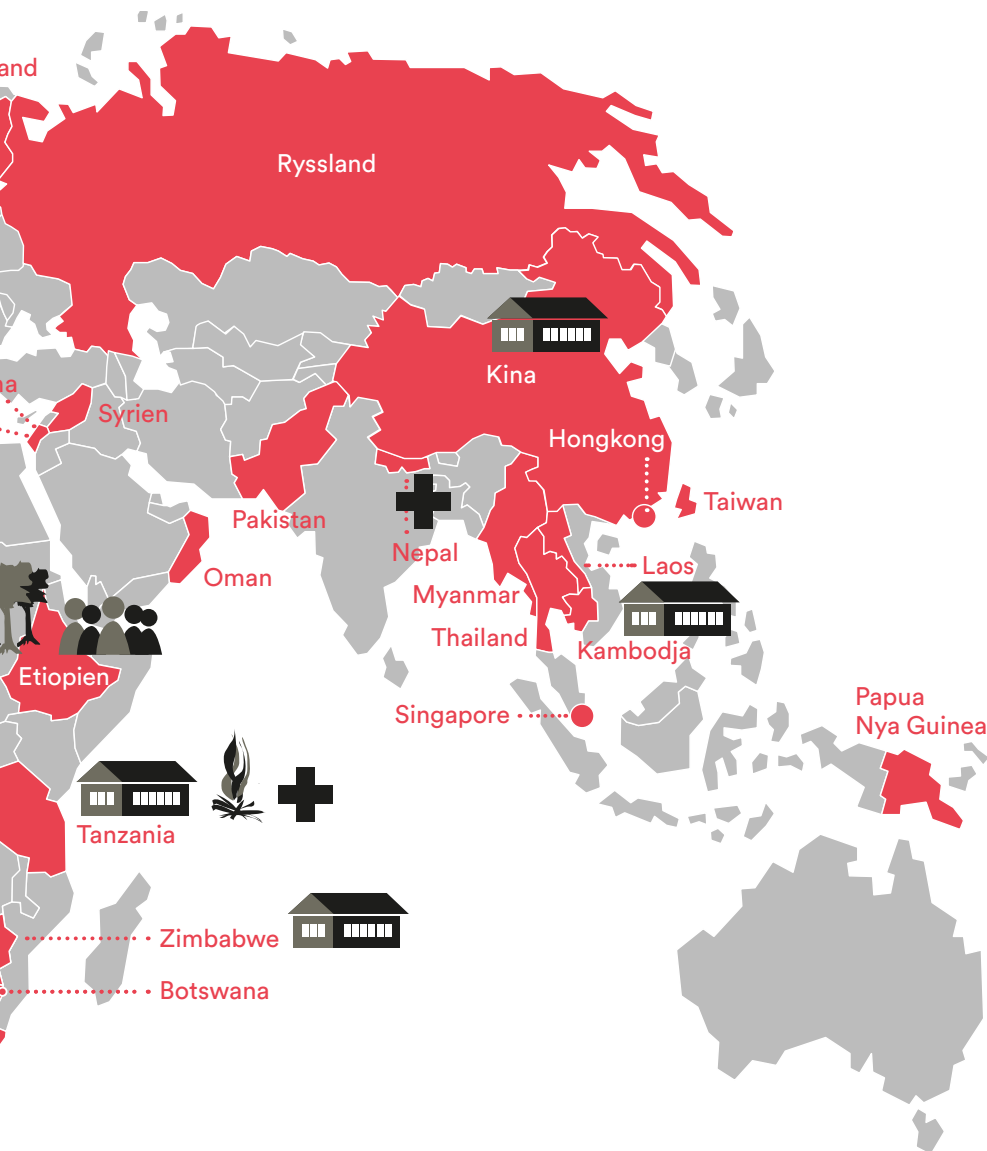 and
Ryssland
Kina
na
Syrien
Hongkong
Taiwan
Pakistan
Nepal
Laos
Oman
Myanmar
Thailand
Kambodja
Etiopien
Singapore
Papua
Nya Guinea
Tanzania
Zimbabwe
Botswana